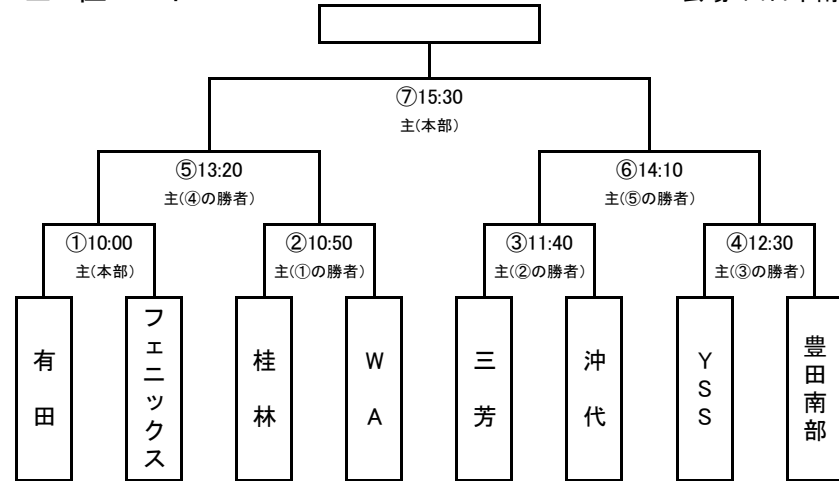 ⑦15:30
主(本部)
⑤13:20
主(④の勝者)
⑥14:10
主(⑤の勝者)
①10:00
主(本部)
②10:50
主(①の勝者)
③11:40
主(②の勝者)
④12:30
主(③の勝者)
有田
フェニックス
桂林
WA
三芳
沖代
YSS
豊田南部